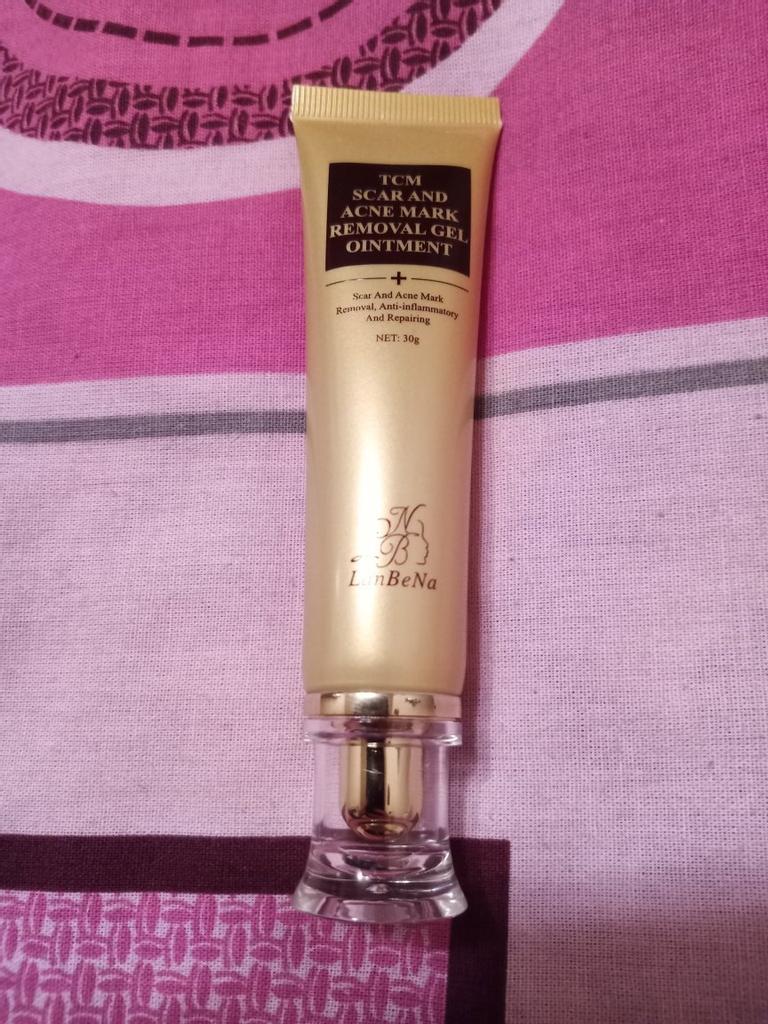 TCM
SCAR AND
ACNE MARK
REMOVAL GEL
OINTMENT
Scar And Acne Mark
Removal, Anti-inflammatory
And Repairing
NET: 30g
NB
LanBeNa